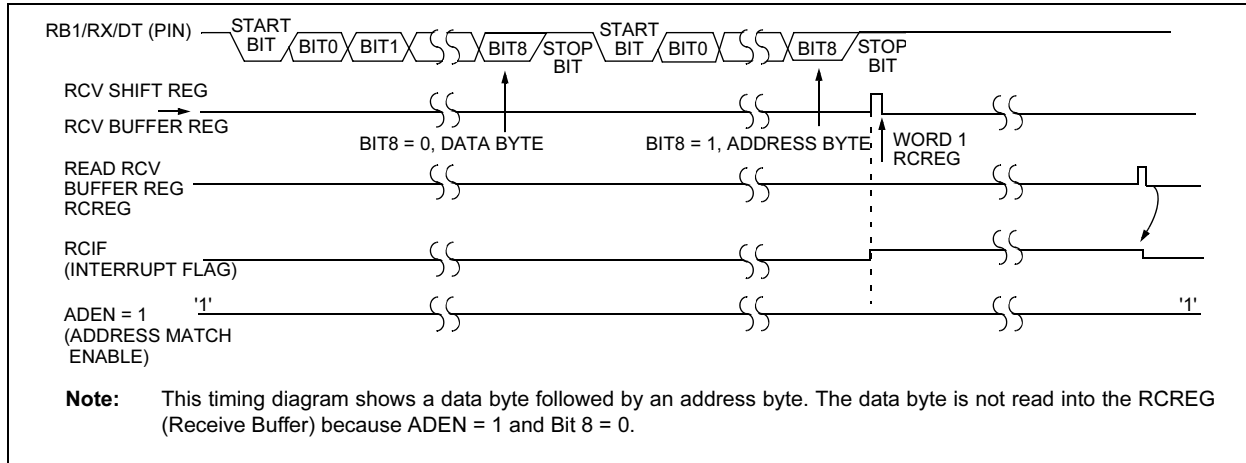 RB1/RX/DT (PIN)
START
BIT
BIT0
BIT1
BIT8
STOP
BIT
START
BIT
BIT0
BIT8
STOP
BIT
RCV SHIFT REG
RCV BUFFER REG
BIT8 = 0, DATA BYTE
BIT8 = 1, ADDRESS BYTE
WORD 1
RCREG
READ RCV
BUFFER REG
RCREG
RCIF
(INTERRUPT FLAG)
ADEN = 1
(ADDRESS MATCH
ENABLE)
'1'
'1'
Note: This timing diagram shows a data byte followed by an address byte. The data byte is not read into the RCREG
(Receive Buffer) because ADEN = 1 and Bit 8 = 0.